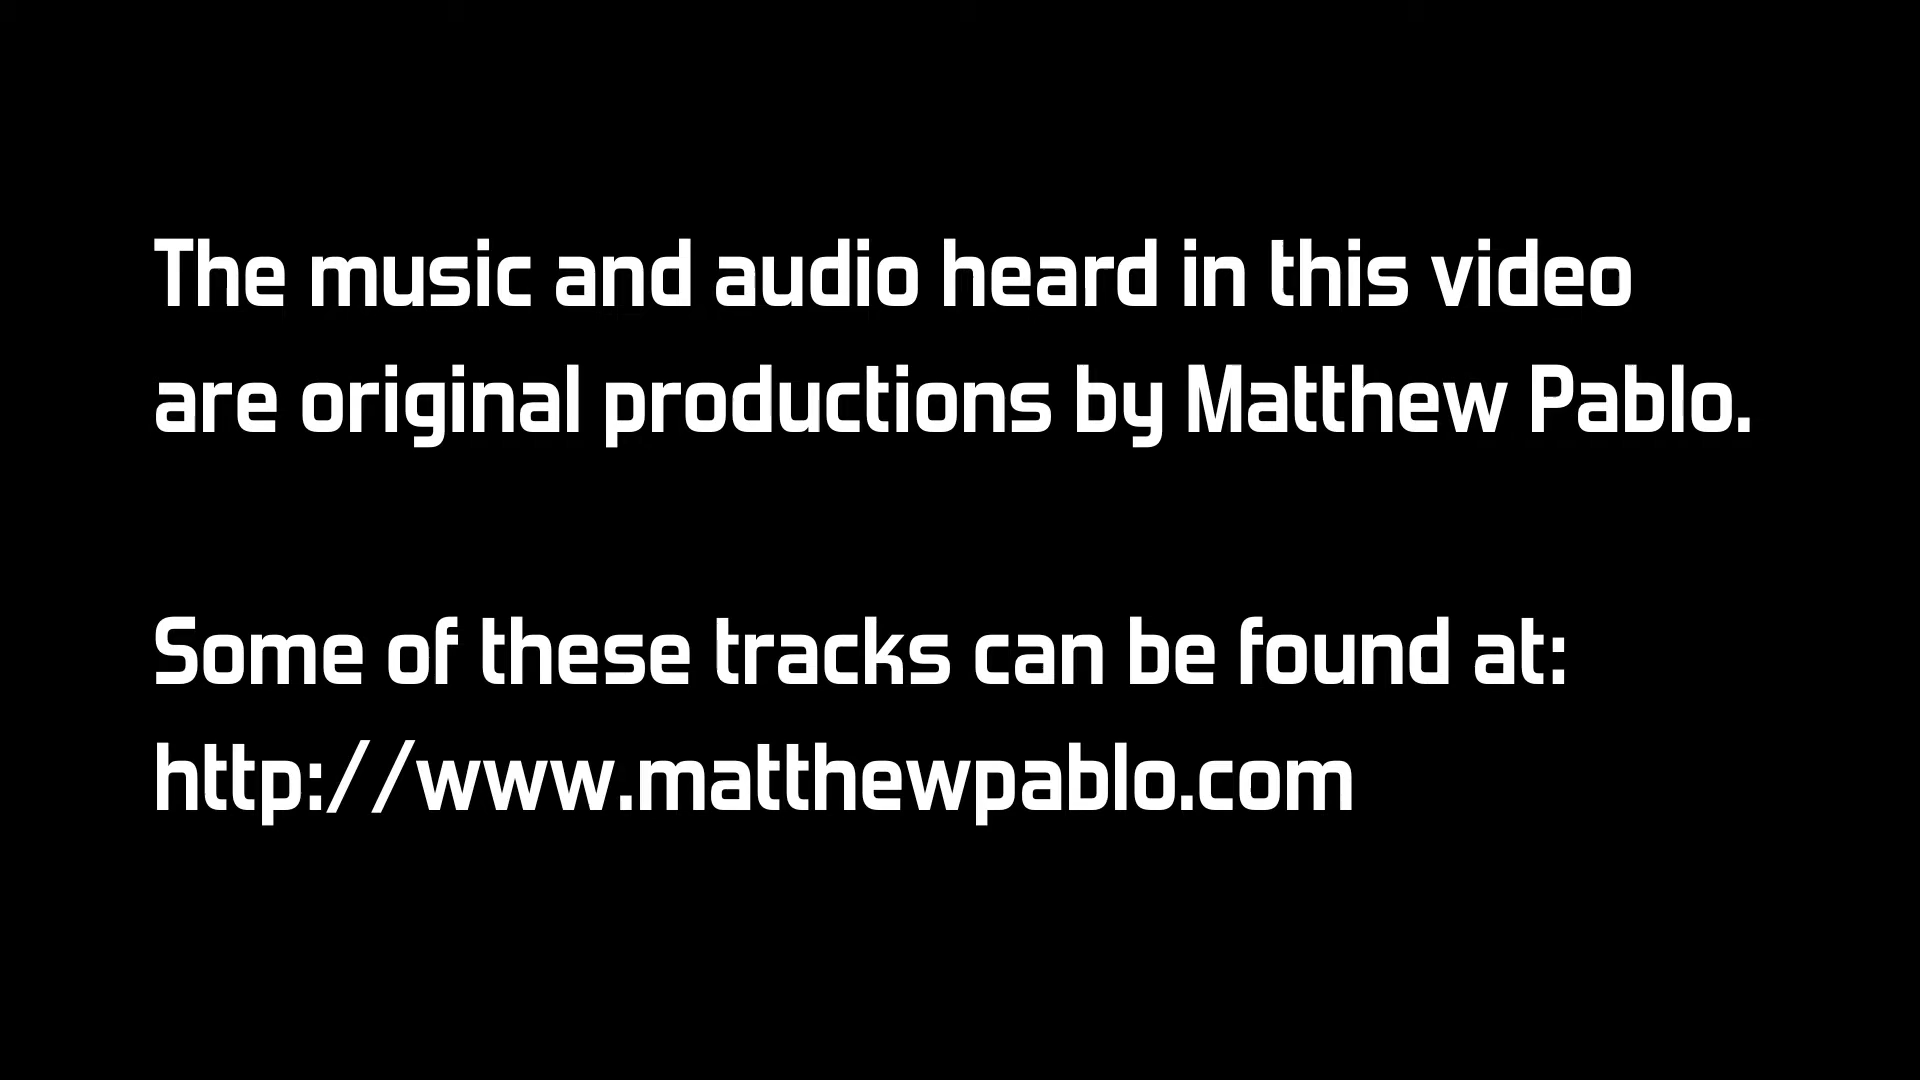 The music and audio heard in this video
are original productions by Matthew Pablo.
Some of these tracks can be found at:
http://www.matthewpablo.com